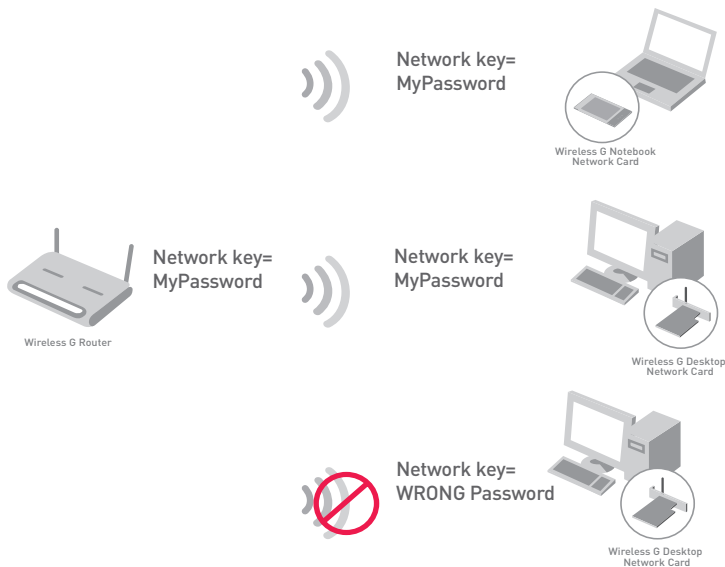 Network key=
MyPassword
Wireless G Notebook
Network Card
Network key=
MyPassword
Wireless G Router
Network key=
MyPassword
Wireless G Desktop
Network Card
Network key=
WRONG Password
Wireless G Desktop
Network Card